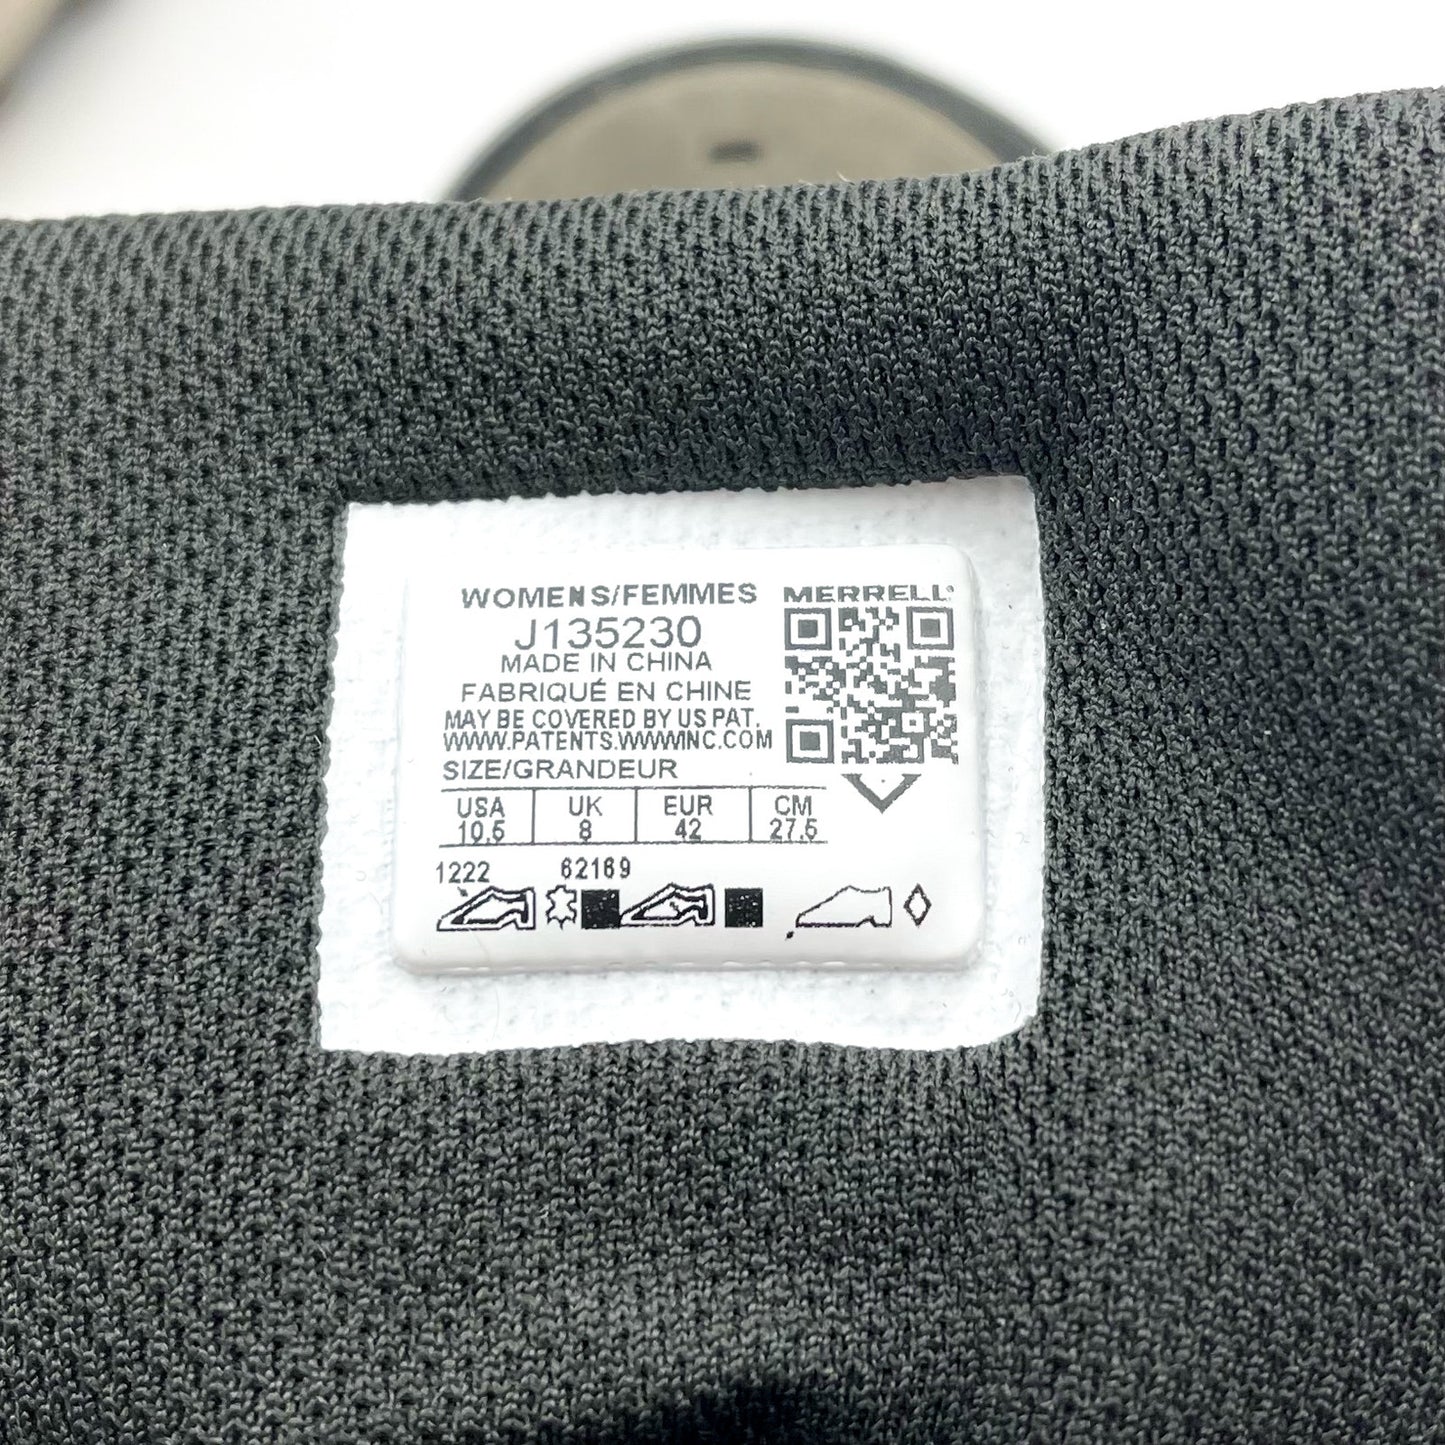 WOMENS/FEMMES
MERRELL®
J135230
MADE IN CHINA
FABRIQUÉ EN CHINE
MAY BE COVERED BY US PAT.
WWW.PATENTS.WWWINC.COM
SIZE/GRANDEUR
USA UK EUR CM
10.5 8 42 27.5
1222 62169